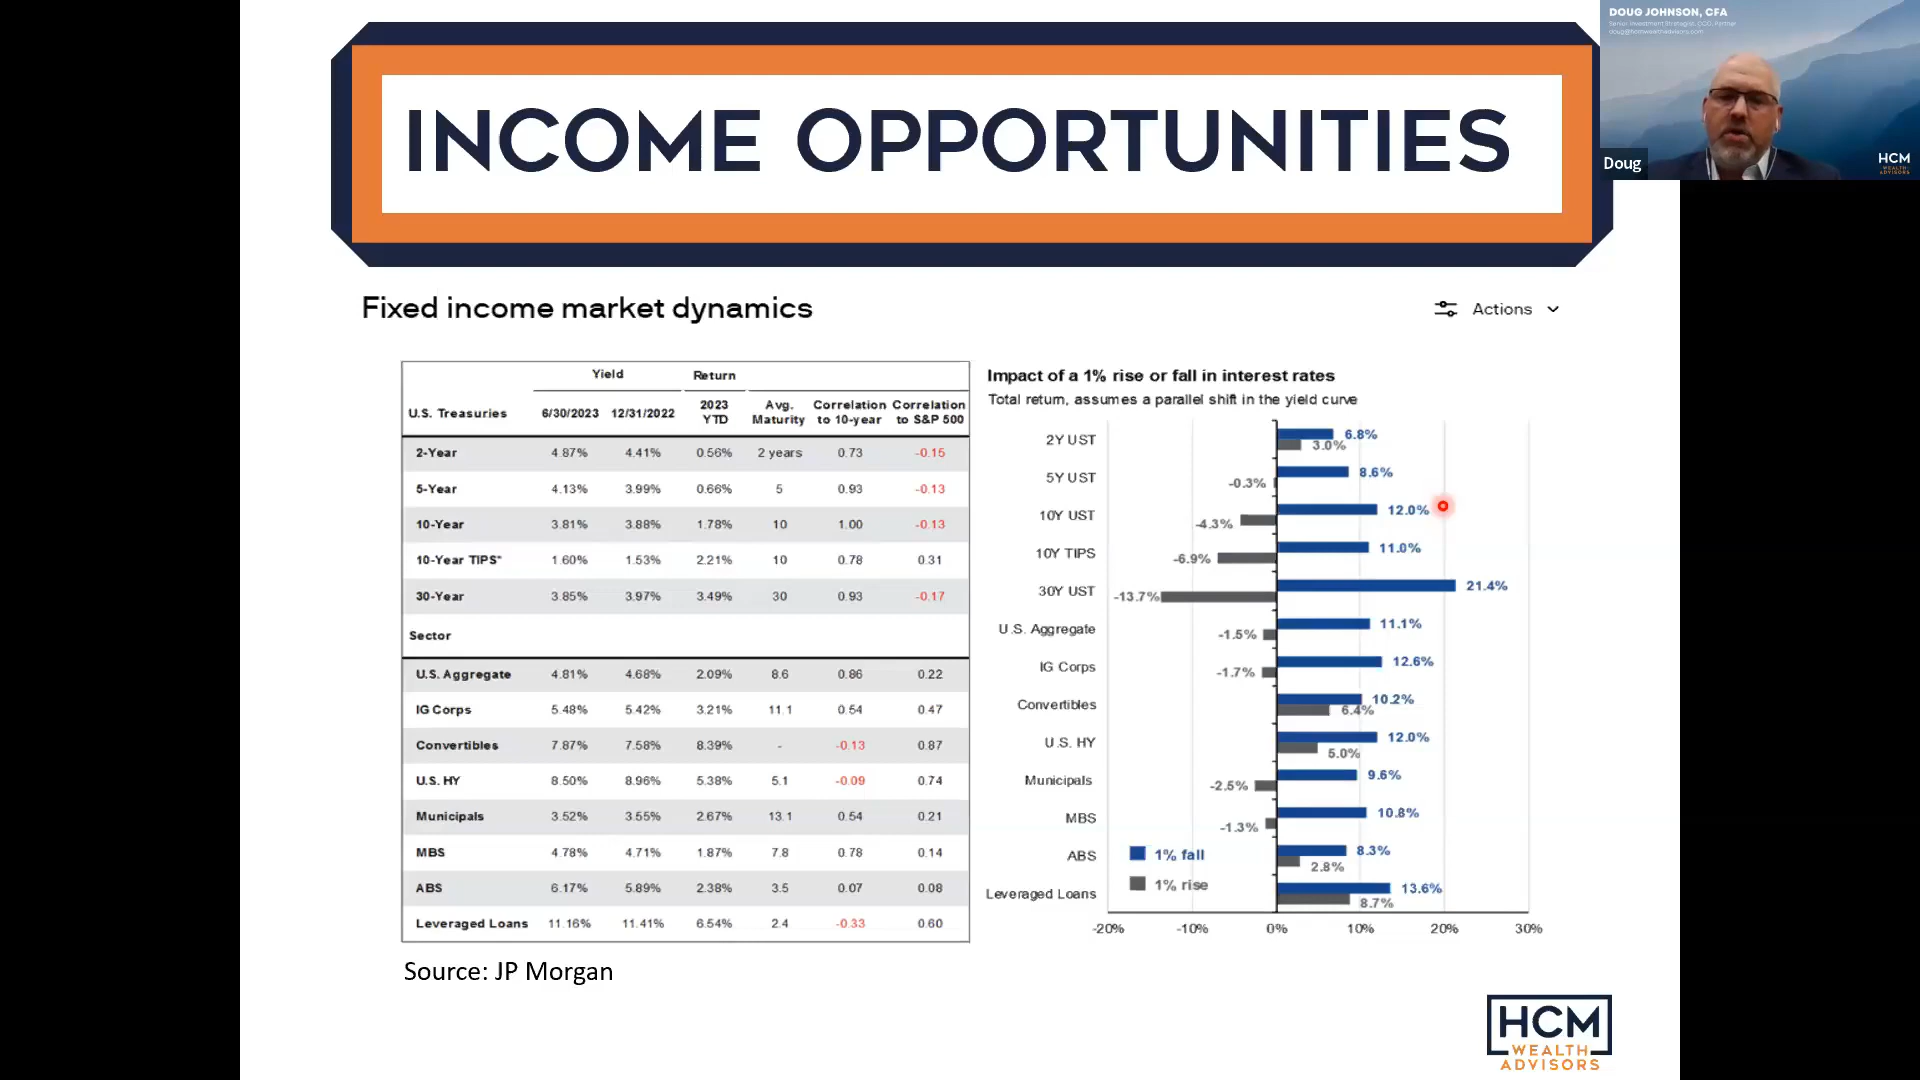 INCOME OPPORTUNITIES
DOUG JOHNSON, CFA
Senior Investment Strategist, COO, Partner
doug@hcmwealthadvisors.com
Doug
HCM
WEALTH
ADVISORS
Fixed income market dynamics
Actions
Yield Return
U.S. Treasuries 6/30/2023 12/31/2022 2023 YTD Avg. Maturity Correlation to 10-year Correlation to S&P 500
2-Year 4.87% 4.41% 0.56% 2 years 0.73 -0.15
5-Year 4.13% 3.99% 0.66% 5 0.93 -0.13
10-Year 3.81% 3.88% 1.78% 10 1.00 -0.13
10-Year TIPS* 1.60% 1.53% 2.21% 10 0.78 0.31
30-Year 3.85% 3.97% 3.49% 30 0.93 -0.17
Sector
U.S. Aggregate 4.81% 4.68% 2.09% 8.6 0.86 0.22
IG Corps 5.48% 5.42% 3.21% 11.1 0.54 0.47
Convertibles 7.87% 7.58% 8.39% - -0.13 0.87
U.S. HY 8.50% 8.96% 5.38% 5.1 -0.09 0.74
Municipals 3.52% 3.55% 2.67% 13.1 0.54 0.21
MBS 4.78% 4.71% 1.87% 7.8 0.78 0.14
ABS 6.17% 5.89% 2.38% 3.5 0.07 0.08
Leveraged Loans 11.16% 11.41% 6.54% 2.4 -0.33 0.60
Impact of a 1% rise or fall in interest rates
Total return, assumes a parallel shift in the yield curve
2Y UST 6.8% 3.0%
5Y UST -0.3% 8.6%
10Y UST -4.3% 12.0%
10Y TIPS -6.9% 11.0%
30Y UST -13.7% 21.4%
U.S. Aggregate -1.5% 11.1%
IG Corps -1.7% 12.6%
Convertibles 10.2% 6.4%
U.S. HY 12.0% 5.0%
Municipals -2.5% 9.6%
MBS -1.3% 10.8%
ABS 8.3% 2.8%
Leveraged Loans 13.6% 8.7%
1% fall
1% rise
-20% -10% 0% 10% 20% 30%
Source: JP Morgan
HCM
WEALTH
ADVISORS